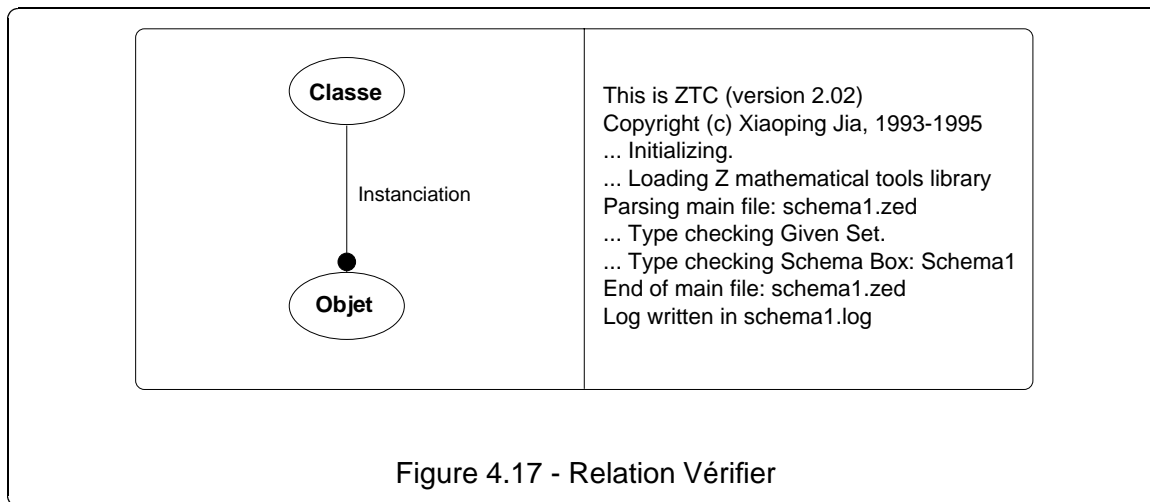 Classe
Instanciation
Objet
This is ZTC (version 2.02)
Copyright (c) Xiaoping Jia, 1993-1995
... Initializing.
... Loading Z mathematical tools library
Parsing main file: schema1.zed
... Type checking Given Set.
... Type checking Schema Box: Schema1
End of main file: schema1.zed
Log written in schema1.log
Figure 4.17 - Relation Vérifier